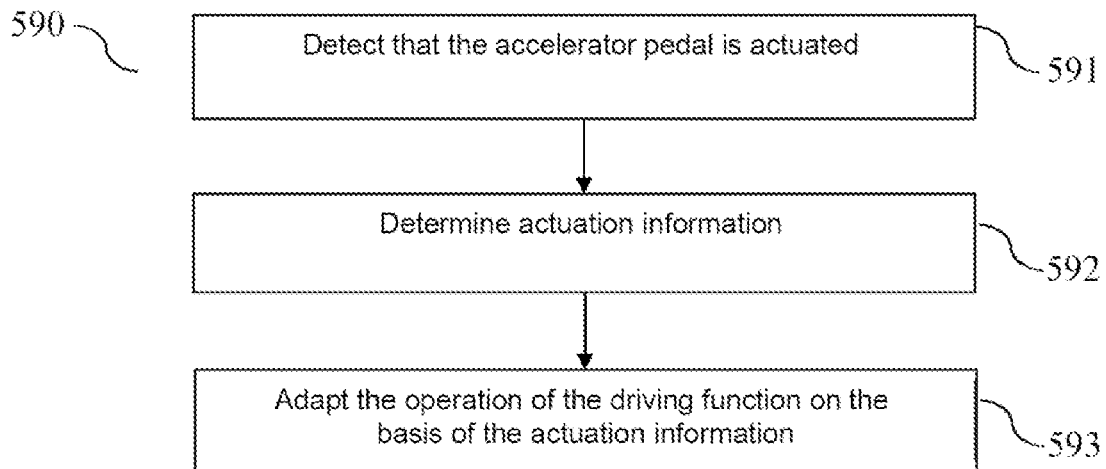 590
Detect that the accelerator pedal is actuated
591
Determine actuation information
592
Adapt the operation of the driving function on the
basis of the actuation information
593